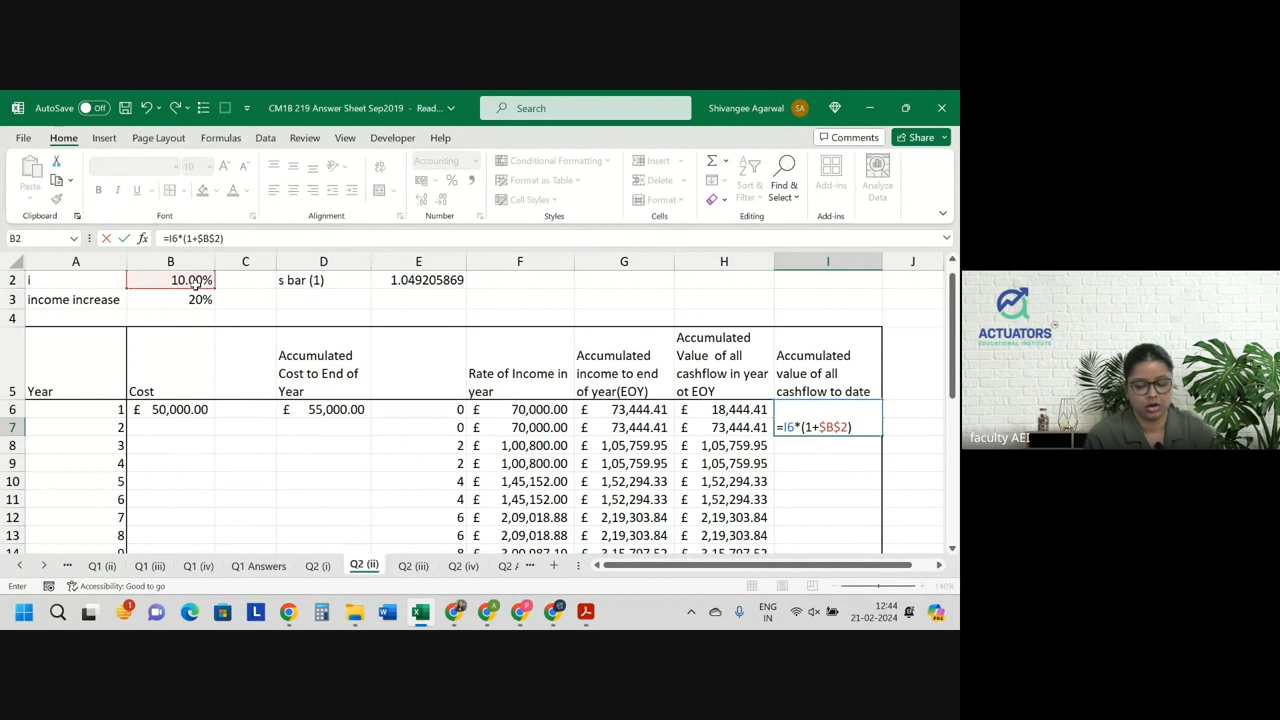 AutoSave Off CM1B 219 Answer Sheet Sep2019 - Read... Search Shivangee Agarwal SA
File Home Insert Page Layout Formulas Data Review View Developer Help Comments Share
Paste 10 Accounting Conditional Formatting Format as Table Cell Styles Insert Delete Format Sort & Filter Find & Select Add-ins Analyze Data
Clipboard Font Alignment Number Styles Cells Editing Add-ins
B2 =I6*(1+$B$2)
A B C D E F G H I J
2 i 10.00% s bar (1) 1.049205869
3 income increase 20%
4
5 Year Cost Accumulated Cost to End of Year Rate of Income in year Accumulated income to end of year(EOY) Accumulated Value of all cashflow in year ot EOY Accumulated value of all cashflow to date
6 1 £ 50,000.00 £ 55,000.00 0 £ 70,000.00 £ 73,444.41 £ 18,444.41
7 2 0 £ 70,000.00 £ 73,444.41 £ 73,444.41 =I6*(1+$B$2)
8 3 2 £ 1,00,800.00 £ 1,05,759.95 £ 1,05,759.95
9 4 2 £ 1,00,800.00 £ 1,05,759.95 £ 1,05,759.95
10 5 4 £ 1,45,152.00 £ 1,52,294.33 £ 1,52,294.33
11 6 4 £ 1,45,152.00 £ 1,52,294.33 £ 1,52,294.33
12 7 6 £ 2,09,018.88 £ 2,19,303.84 £ 2,19,303.84
13 8 6 £ 2,09,018.88 £ 2,19,303.84 £ 2,19,303.84
Q1 (ii) Q1 (iii) Q1 (iv) Q1 Answers Q2 (i) Q2 (ii) Q2 (iii) Q2 (iv)
Enter Accessibility: Good to go 140%
ENG IN 12:44 21-02-2024
ACTUATORS
EDUCATIONAL INSTITUTE
faculty AEI